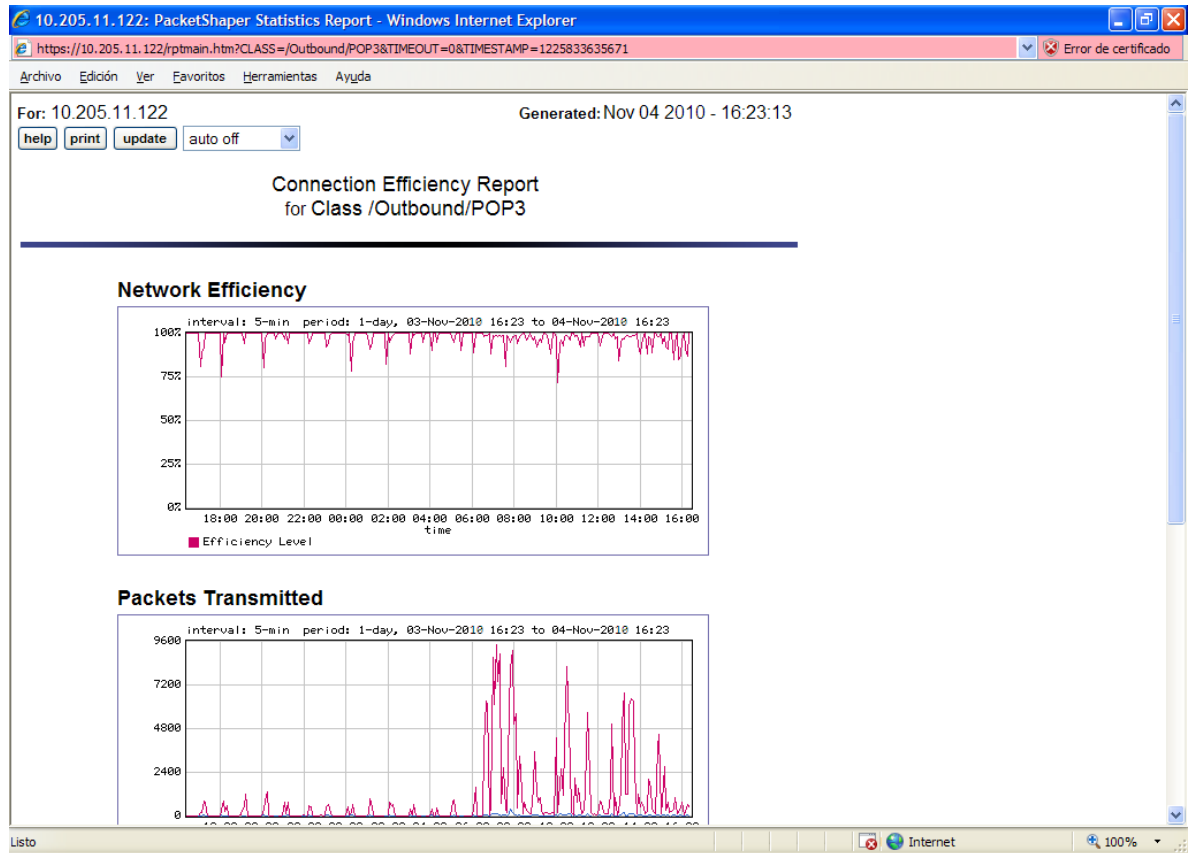 10.205.11.122: PacketShaper Statistics Report - Windows Internet Explorer
https://10.205.11.122/rptmain.htm?CLASS=/Outbound/POP3&TIMEOUT=0&TIMESTAMP=1225833635671
Error de certificado
Archivo Edición Ver Favoritos Herramientas Ayuda
For: 10.205.11.122
Generated: Nov 04 2010 - 16:23:13
help print update auto off
Connection Efficiency Report
for Class /Outbound/POP3
Network Efficiency
interval: 5-min period: 1-day, 03-Nov-2010 16:23 to 04-Nov-2010 16:23
100%
75%
50%
25%
0%
18:00 20:00 22:00 00:00 02:00 04:00 06:00 08:00 10:00 12:00 14:00 16:00
time
Efficiency Level
Packets Transmitted
interval: 5-min period: 1-day, 03-Nov-2010 16:23 to 04-Nov-2010 16:23
9600
7200
4800
2400
0
Listo
Internet
100%